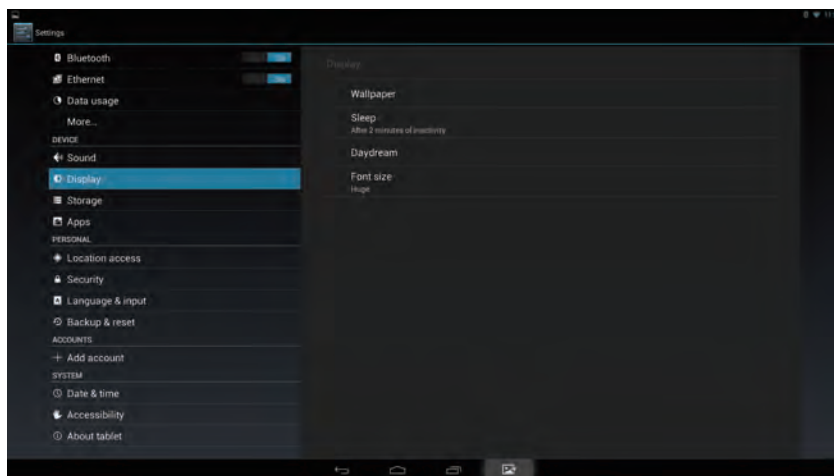 Settings
Bluetooth
Ethernet
Data usage
More...
DEVICE
Sound
Display
Storage
Apps
PERSONAL
Location access
Security
Language & input
Backup & reset
ACCOUNTS
Add account
SYSTEM
Date & time
Accessibility
About tablet
Display
Wallpaper
Sleep
After 2 minutes of inactivity
Daydream
Font size
Huge